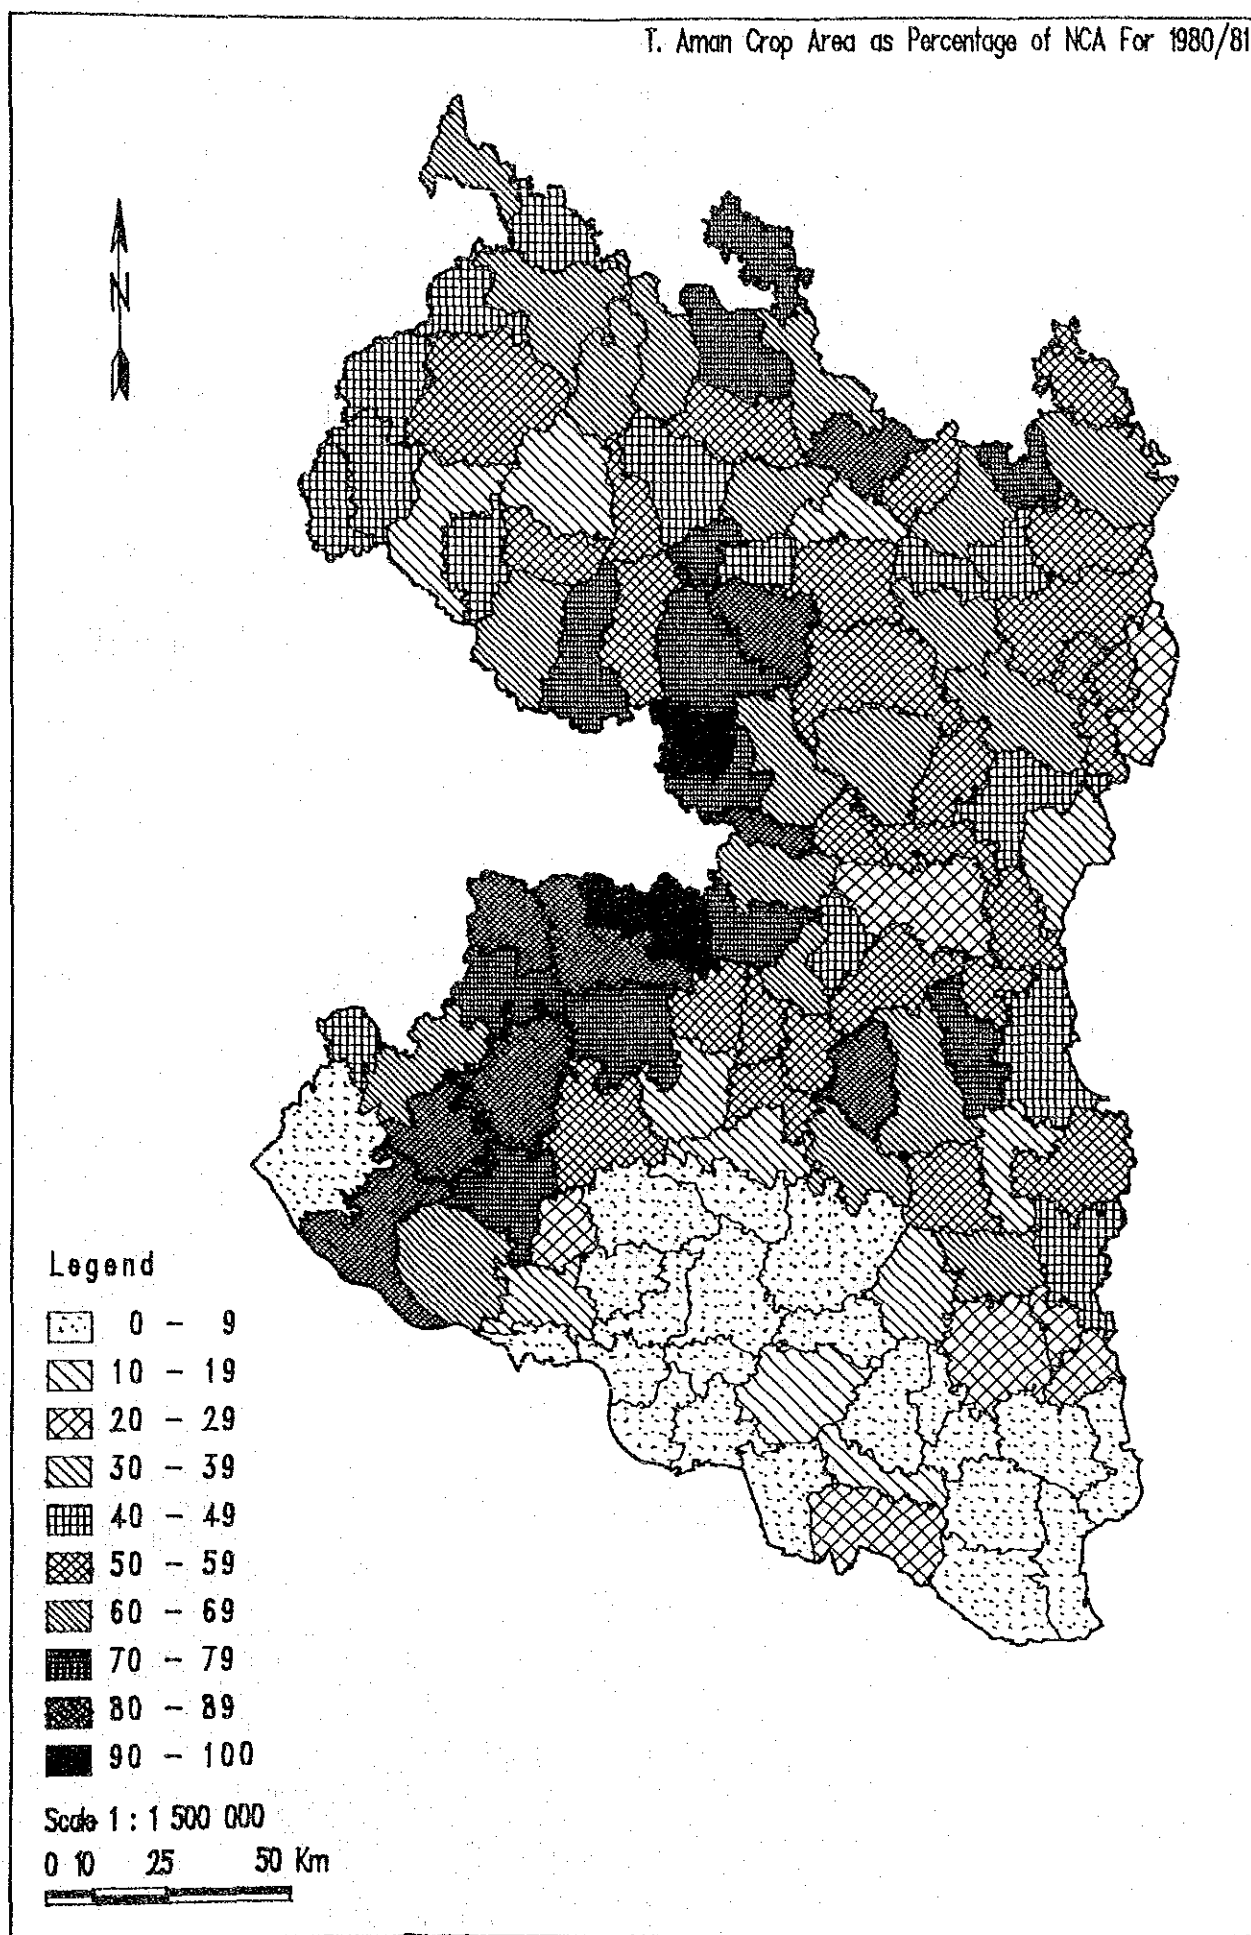 T. Aman Crop Area as Percentage of NCA For 1980/81
N
Legend
0 - 9
10 - 19
20 - 29
30 - 39
40 - 49
50 - 59
60 - 69
70 - 79
80 - 89
90 - 100
Scale 1 : 1 500 000
0 10 25 50 Km